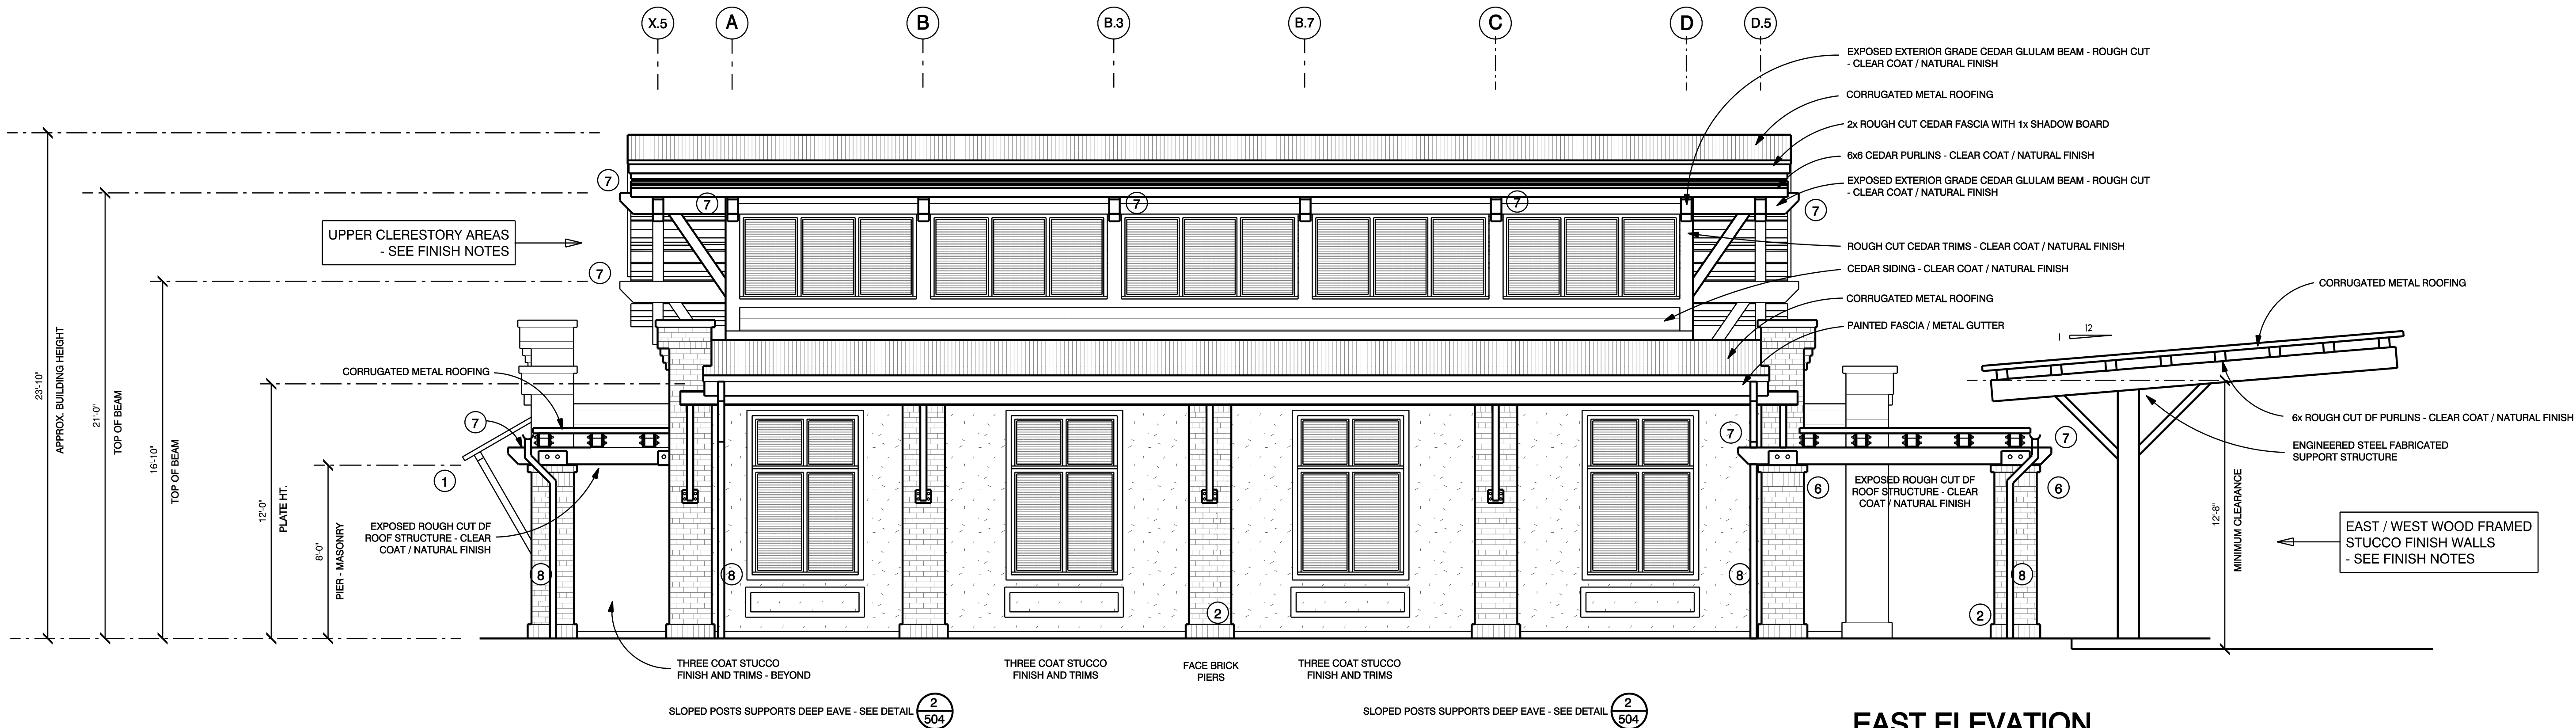 X.5
A
B
B.3
B.7
C
D
D.5
EXPOSED EXTERIOR GRADE CEDAR GLULAM BEAM - ROUGH CUT
- CLEAR COAT / NATURAL FINISH
CORRUGATED METAL ROOFING
2x ROUGH CUT CEDAR FASCIA WITH 1x SHADOW BOARD
6x6 CEDAR PURLINS - CLEAR COAT / NATURAL FINISH
EXPOSED EXTERIOR GRADE CEDAR GLULAM BEAM - ROUGH CUT
- CLEAR COAT / NATURAL FINISH
7
7
7
7
7
UPPER CLERESTORY AREAS
- SEE FINISH NOTES
7
ROUGH CUT CEDAR TRIMS - CLEAR COAT / NATURAL FINISH
CEDAR SIDING - CLEAR COAT / NATURAL FINISH
CORRUGATED METAL ROOFING
PAINTED FASCIA / METAL GUTTER
CORRUGATED METAL ROOFING
1
12
23'-10"
APPROX. BUILDING HEIGHT
21'-0"
TOP OF BEAM
16'-10"
TOP OF BEAM
12'-0"
PLATE HT.
8'-0"
PIER - MASONRY
CORRUGATED METAL ROOFING
7
1
EXPOSED ROUGH CUT DF
ROOF STRUCTURE - CLEAR
COAT / NATURAL FINISH
8
8
2
7
7
6
EXPOSED ROUGH CUT DF
ROOF STRUCTURE - CLEAR
COAT / NATURAL FINISH
6
8
8
2
6x ROUGH CUT DF PURLINS - CLEAR COAT / NATURAL FINISH
ENGINEERED STEEL FABRICATED
SUPPORT STRUCTURE
12'-8"
MINIMUM CLEARANCE
EAST / WEST WOOD FRAMED
STUCCO FINISH WALLS
- SEE FINISH NOTES
THREE COAT STUCCO
FINISH AND TRIMS - BEYOND
THREE COAT STUCCO
FINISH AND TRIMS
FACE BRICK
PIERS
THREE COAT STUCCO
FINISH AND TRIMS
SLOPED POSTS SUPPORTS DEEP EAVE - SEE DETAIL
2
504
SLOPED POSTS SUPPORTS DEEP EAVE - SEE DETAIL
2
504
EAST ELEVATION